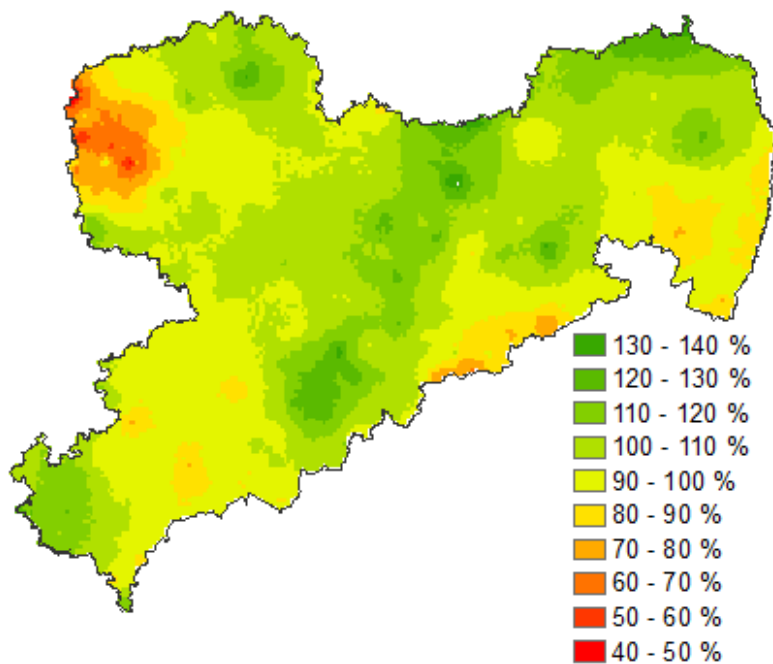 130 - 140 %
120 - 130 %
110 - 120 %
100 - 110 %
90 - 100 %
80 - 90 %
70 - 80 %
60 - 70 %
50 - 60 %
40 - 50 %